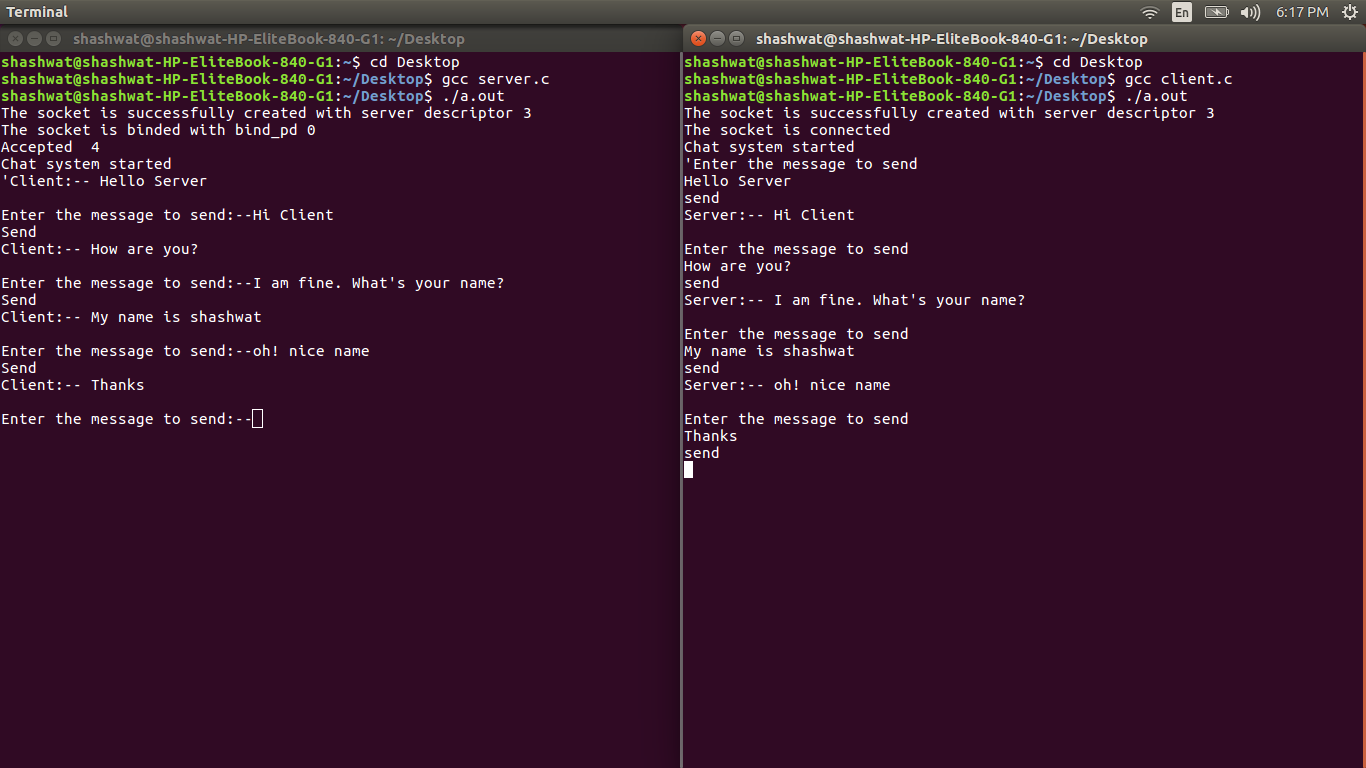 Terminal
En
6:17 PM
shashwat@shashwat-HP-EliteBook-840-G1: ~/Desktop
shashwat@shashwat-HP-EliteBook-840-G1:~$ cd Desktop
shashwat@shashwat-HP-EliteBook-840-G1:~/Desktop$ gcc server.c
shashwat@shashwat-HP-EliteBook-840-G1:~/Desktop$ ./a.out
The socket is successfully created with server descriptor 3
The socket is binded with bind_pd 0
Accepted  4
Chat system started
'Client:-- Hello Server
Enter the message to send:--Hi Client
Send
Client:-- How are you?
Enter the message to send:--I am fine. What's your name?
Send
Client:-- My name is shashwat
Enter the message to send:--oh! nice name
Send
Client:-- Thanks
Enter the message to send:--
shashwat@shashwat-HP-EliteBook-840-G1: ~/Desktop
shashwat@shashwat-HP-EliteBook-840-G1:~$ cd Desktop
shashwat@shashwat-HP-EliteBook-840-G1:~/Desktop$ gcc client.c
shashwat@shashwat-HP-EliteBook-840-G1:~/Desktop$ ./a.out
The socket is successfully created with server descriptor 3
The socket is connected
Chat system started
'Enter the message to send
Hello Server
send
Server:-- Hi Client
Enter the message to send
How are you?
send
Server:-- I am fine. What's your name?
Enter the message to send
My name is shashwat
send
Server:-- oh! nice name
Enter the message to send
Thanks
send